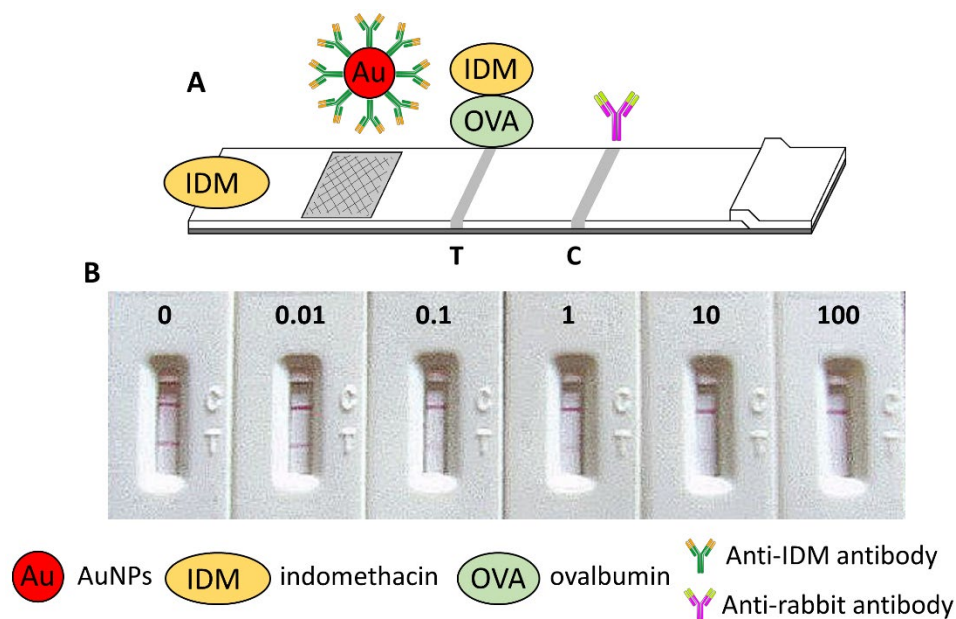 A
Au
IDM
OVA
IDM
T
C
B
0
0.01
0.1
1
10
100
C
T
C
T
C
T
C
T
C
T
C
T
Au AuNPs IDM indomethacin OVA ovalbumin Anti-IDM antibody
Anti-rabbit antibody